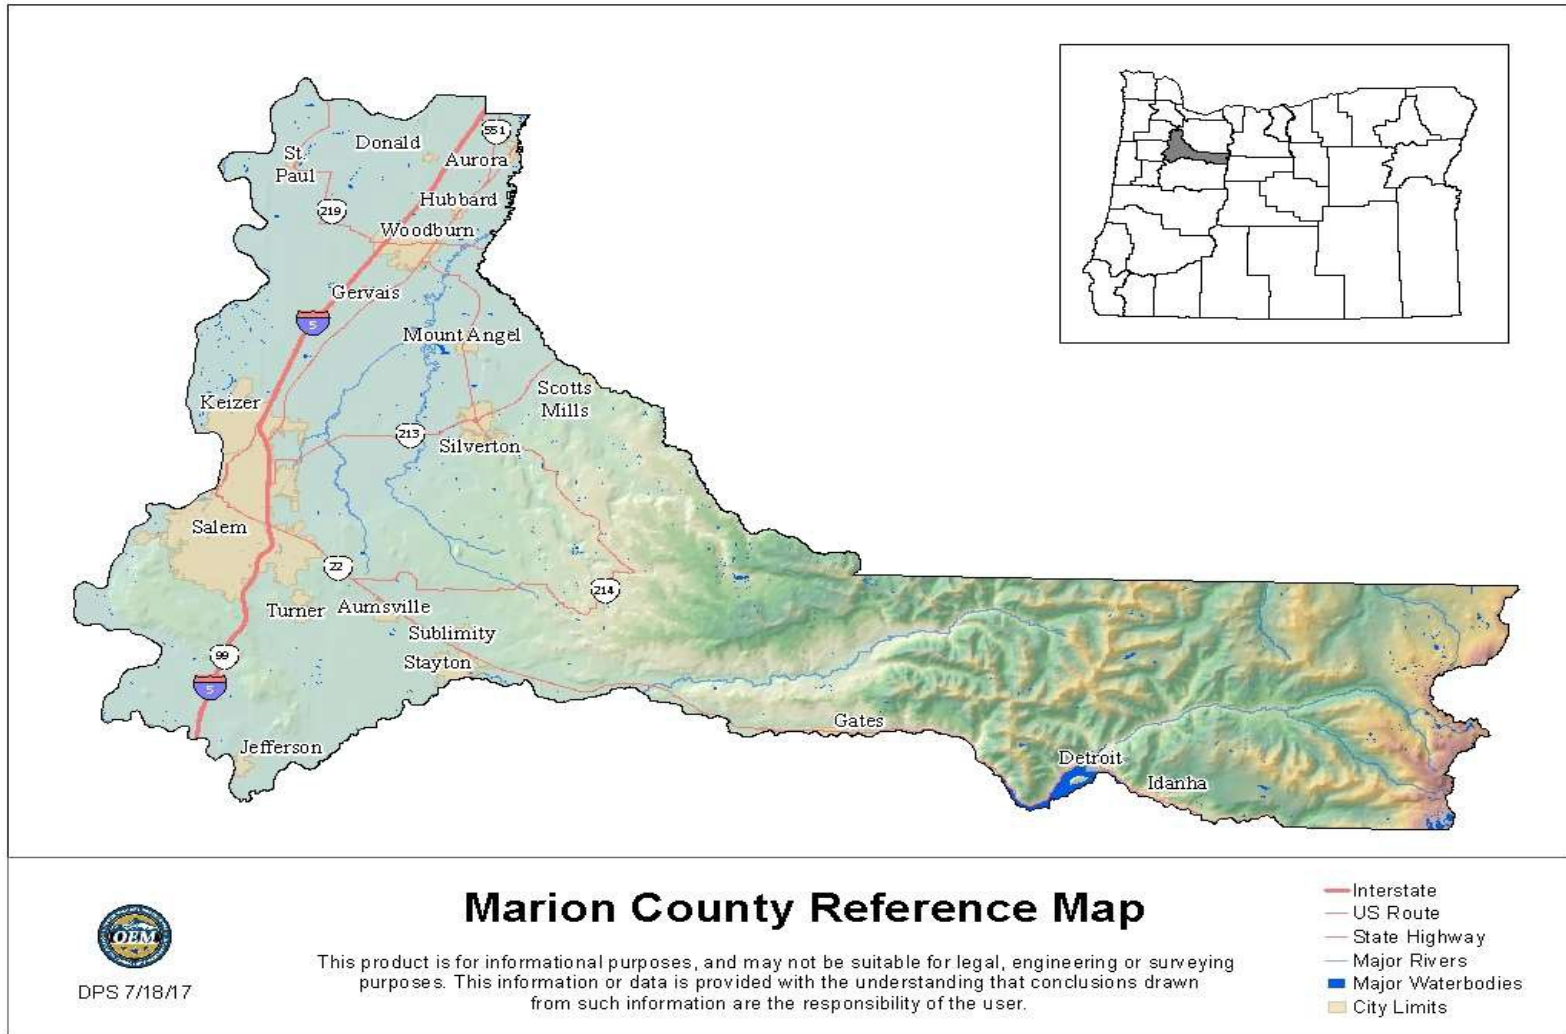 551
Donald
Aurora
St.
Paul
Hubbard
219
Woodburn
Gervais
5
Mount Angel
Scotts
Mills
Keizer
213
Silverton
Salem
22
214
Turner
Aumsville
Sublimity
99
Stayton
5
Gates
Jefferson
Detroit
Idanha
Marion County Reference Map
This product is for informational purposes, and may not be suitable for legal, engineering or surveying
purposes. This information or data is provided with the understanding that conclusions drawn
from such information are the responsibility of the user.
OEM
DPS 7/18/17
Interstate
US Route
State Highway
Major Rivers
Major Waterbodies
City Limits